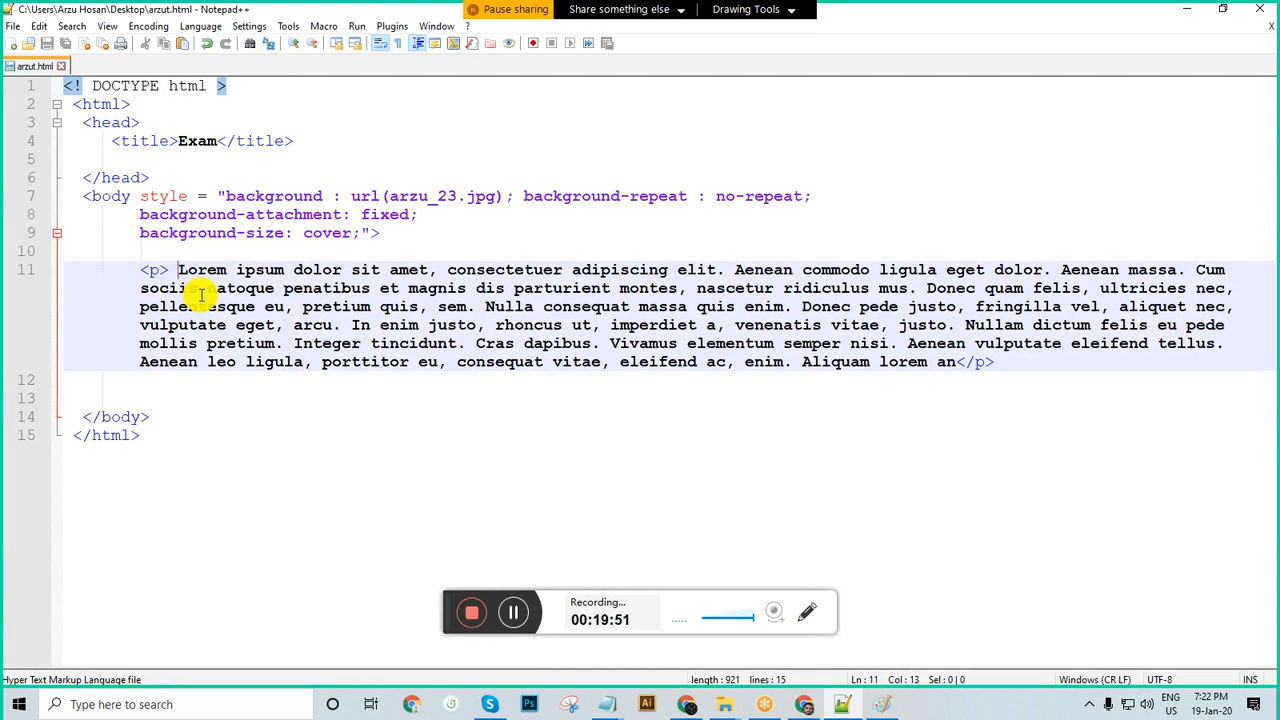 C:\Users\Arzu Hosan\Desktop\arzut.html - Notepad++
Pause sharing
Share something else
Drawing Tools
File Edit Search View Encoding Language Settings Tools Macro Run Plugins Window ?
X
arzut.html
1 <! DOCTYPE html >
2 <html>
3 <head>
4 <title>Exam</title>
5
6 </head>
7 <body style = "background : url(arzu_23.jpg); background-repeat : no-repeat;
8 background-attachment: fixed;
9 background-size: cover;">
10
11 <p> Lorem ipsum dolor sit amet, consectetuer adipiscing elit. Aenean commodo ligula eget dolor. Aenean massa. Cum
sociis natoque penatibus et magnis dis parturient montes, nascetur ridiculus mus. Donec quam felis, ultricies nec,
pellentesque eu, pretium quis, sem. Nulla consequat massa quis enim. Donec pede justo, fringilla vel, aliquet nec,
vulputate eget, arcu. In enim justo, rhoncus ut, imperdiet a, venenatis vitae, justo. Nullam dictum felis eu pede
mollis pretium. Integer tincidunt. Cras dapibus. Vivamus elementum semper nisi. Aenean vulputate eleifend tellus.
Aenean leo ligula, porttitor eu, consequat vitae, eleifend ac, enim. Aliquam lorem an</p>
12
13
14 </body>
15 </html>
Recording...
00:19:51
Hyper Text Markup Language file
length : 921 lines : 15
Ln : 11 Col : 13 Sel : 0 | 0
Windows (CR LF)
UTF-8
INS
Type here to search
Ps
Ai
ENG
US
7:22 PM
19-Jan-20